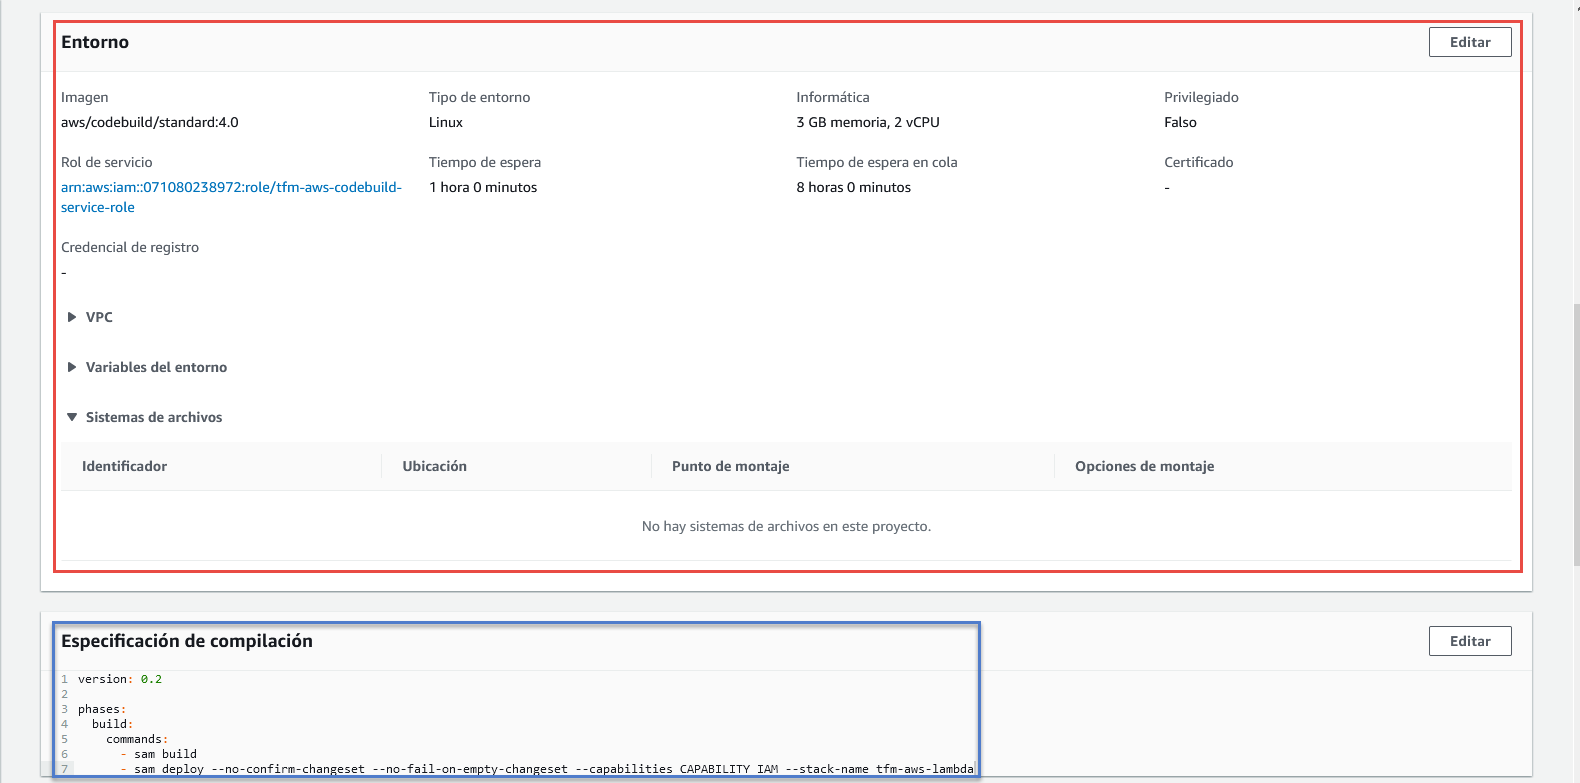 Entorno
Editar
Imagen
Tipo de entorno
Informática
Privilegiado
aws/codebuild/standard:4.0
Linux
3 GB memoria, 2 vCPU
Falso
Rol de servicio
Tiempo de espera
Tiempo de espera en cola
Certificado
arn:aws:iam::071080238972:role/tfm-aws-codebuild-
service-role
1 hora 0 minutos
8 horas 0 minutos
-
Credencial de registro
-
VPC
Variables del entorno
Sistemas de archivos
Identificador
Ubicación
Punto de montaje
Opciones de montaje
No hay sistemas de archivos en este proyecto.
Especificación de compilación
Editar
1 version: 0.2
2
3 phases:
4   build:
5     commands:
6       - sam build
7       - sam deploy --no-confirm-changeset --no-fail-on-empty-changeset --capabilities CAPABILITY_IAM --stack-name tfm-aws-lambda